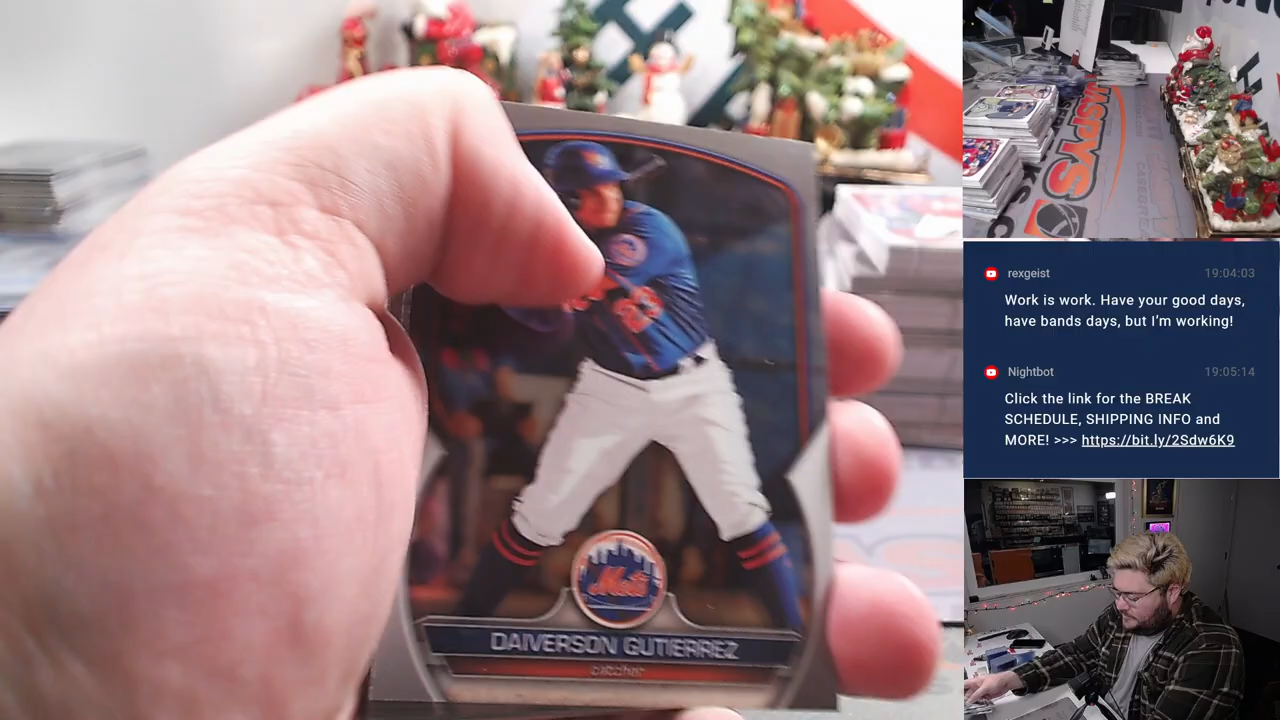 Mets
DAIVERSON GUTIERREZ
catcher
JASPYS
rexgeist 19:04:03
Work is work. Have your good days,
have bands days, but I'm working!
Nightbot 19:05:14
Click the link for the BREAK
SCHEDULE, SHIPPING INFO and
MORE! >>> https://bit.ly/2Sdw6K9